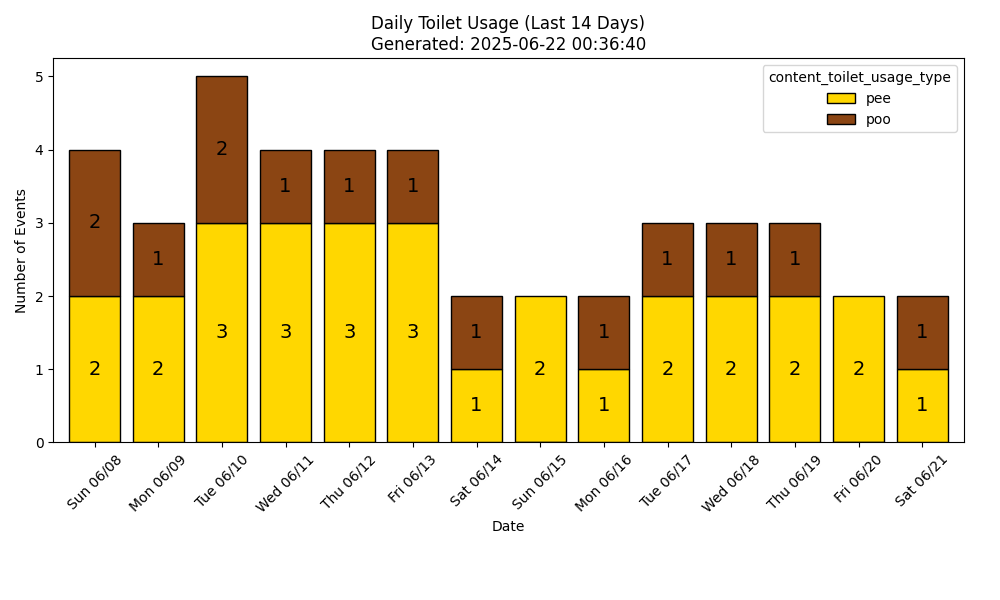 Daily Toilet Usage (Last 14 Days)
Generated: 2025-06-22 00:36:40
content_toilet_usage_type
pee
poo
Number of Events
5
4
3
2
1
0
2
1
2
1
1
1
1
1
1
1
1
1
2
2
3
3
3
3
1
2
1
2
2
2
2
1
Sun 06/08
Mon 06/09
Tue 06/10
Wed 06/11
Thu 06/12
Fri 06/13
Sat 06/14
Sun 06/15
Mon 06/16
Tue 06/17
Wed 06/18
Thu 06/19
Fri 06/20
Sat 06/21
Date